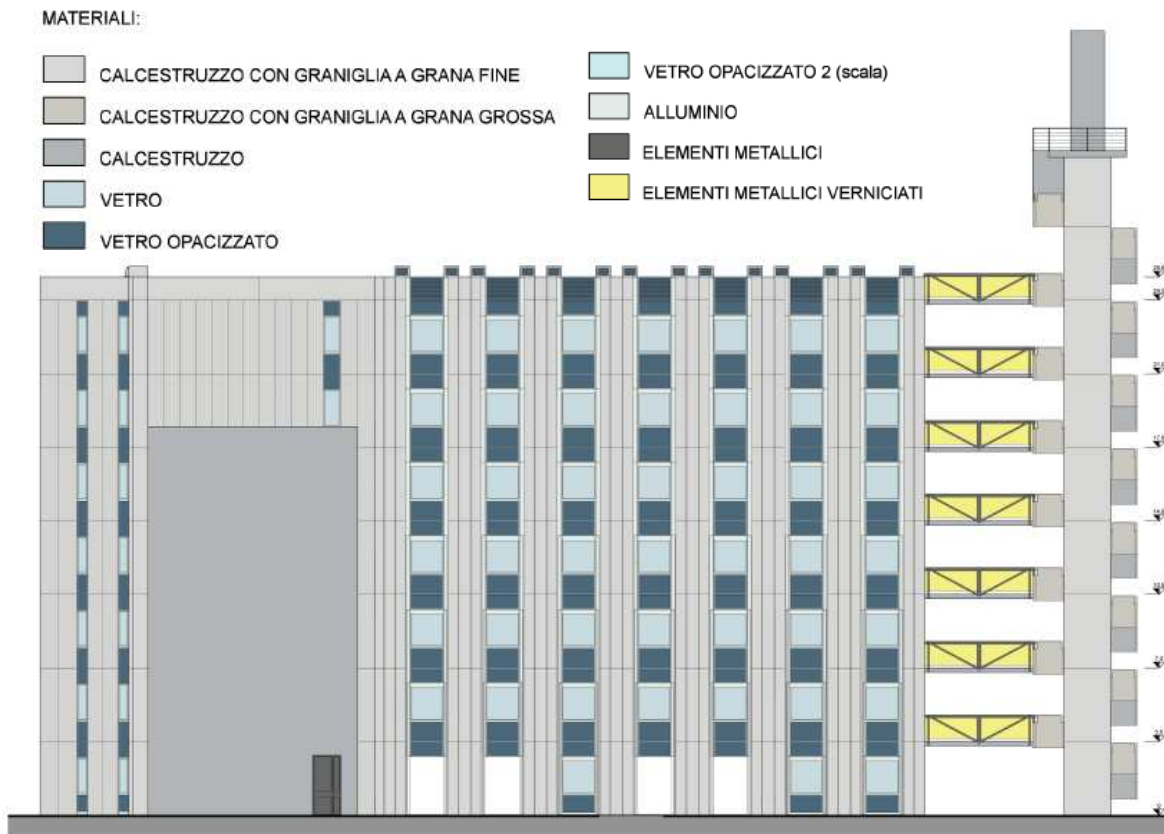 MATERIALI:
CALCESTRUZZO CON GRANIGLIA A GRANA FINE
CALCESTRUZZO CON GRANIGLIA A GRANA GROSSA
CALCESTRUZZO
VETRO
VETRO OPACIZZATO
VETRO OPACIZZATO 2 (scala)
ALLUMINIO
ELEMENTI METALLICI
ELEMENTI METALLICI VERNICIATI